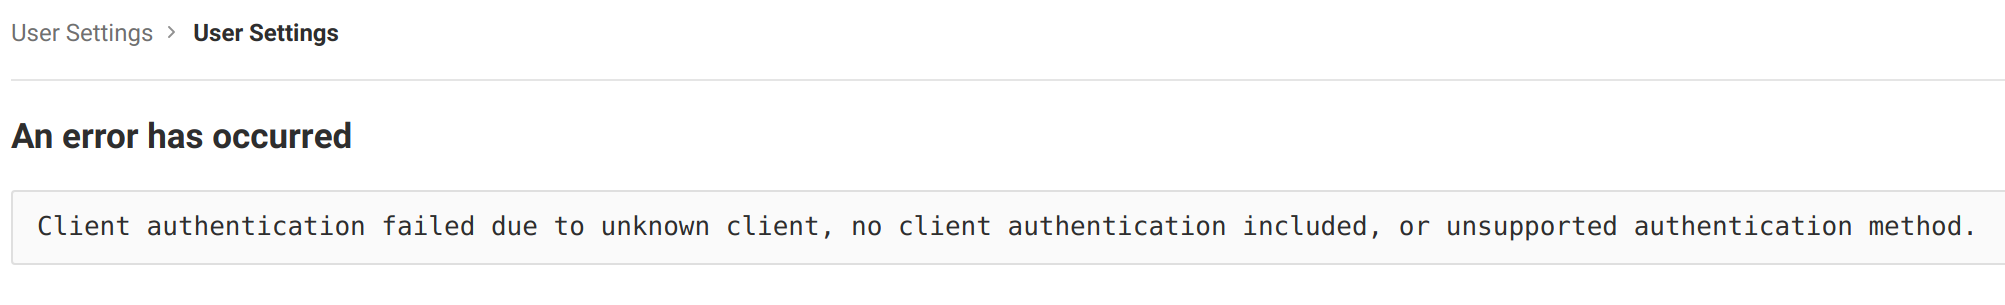 User Settings > User Settings
An error has occurred
Client authentication failed due to unknown client, no client authentication included, or unsupported authentication method.